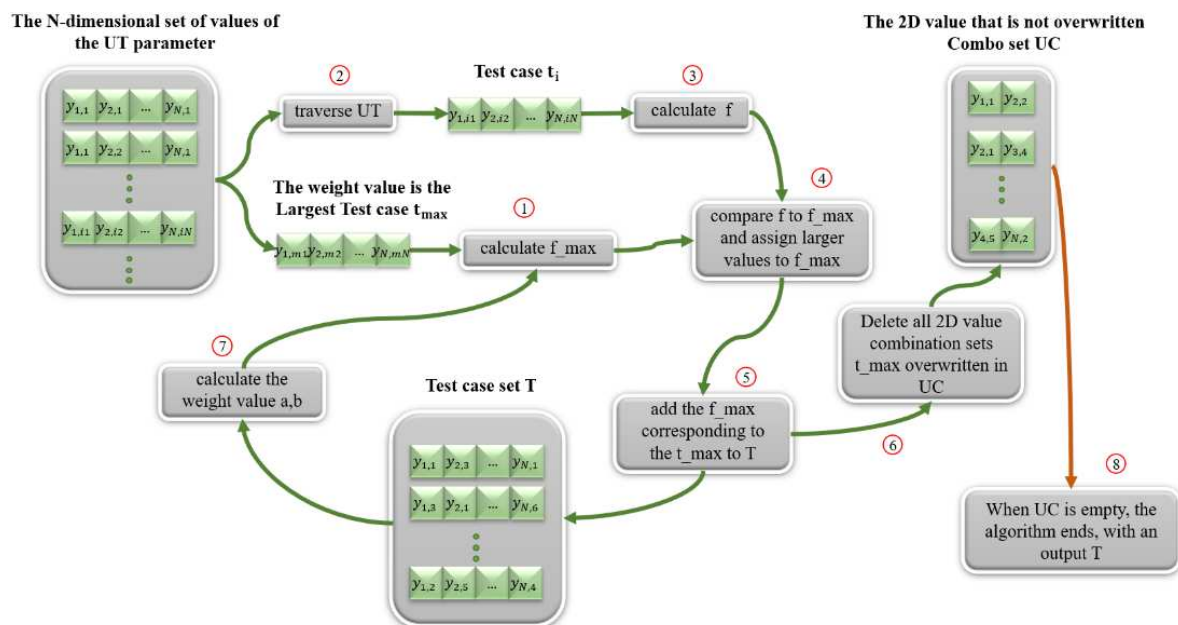 The N-dimensional set of values of
the UT parameter
y1,1 y2,1 ... yN,1
y1,1 y2,2 ... yN,1
y1,i1 y2,i2 ... yN,iN
②
traverse UT
Test case ti
y1,i1 y2,i2 ... yN,iN
③
calculate f
The weight value is the
Largest Test case tmax
y1,m1 y2,m2 ... yN,mN
①
calculate f_max
④
compare f to f_max
and assign larger
values to f_max
The 2D value that is not overwritten
Combo set UC
y1,1 y2,2
y2,1 y3,4
y4,5 yN,2
Delete all 2D value
combination sets
t_max overwritten in
UC
⑦
calculate the
weight value a,b
Test case set T
y1,1 y2,3 ... yN,1
y1,3 y2,1 ... yN,6
y1,2 y2,5 ... yN,4
⑤
add the f_max
corresponding to
the t_max to T
⑥
⑧
When UC is empty, the
algorithm ends, with an
output T